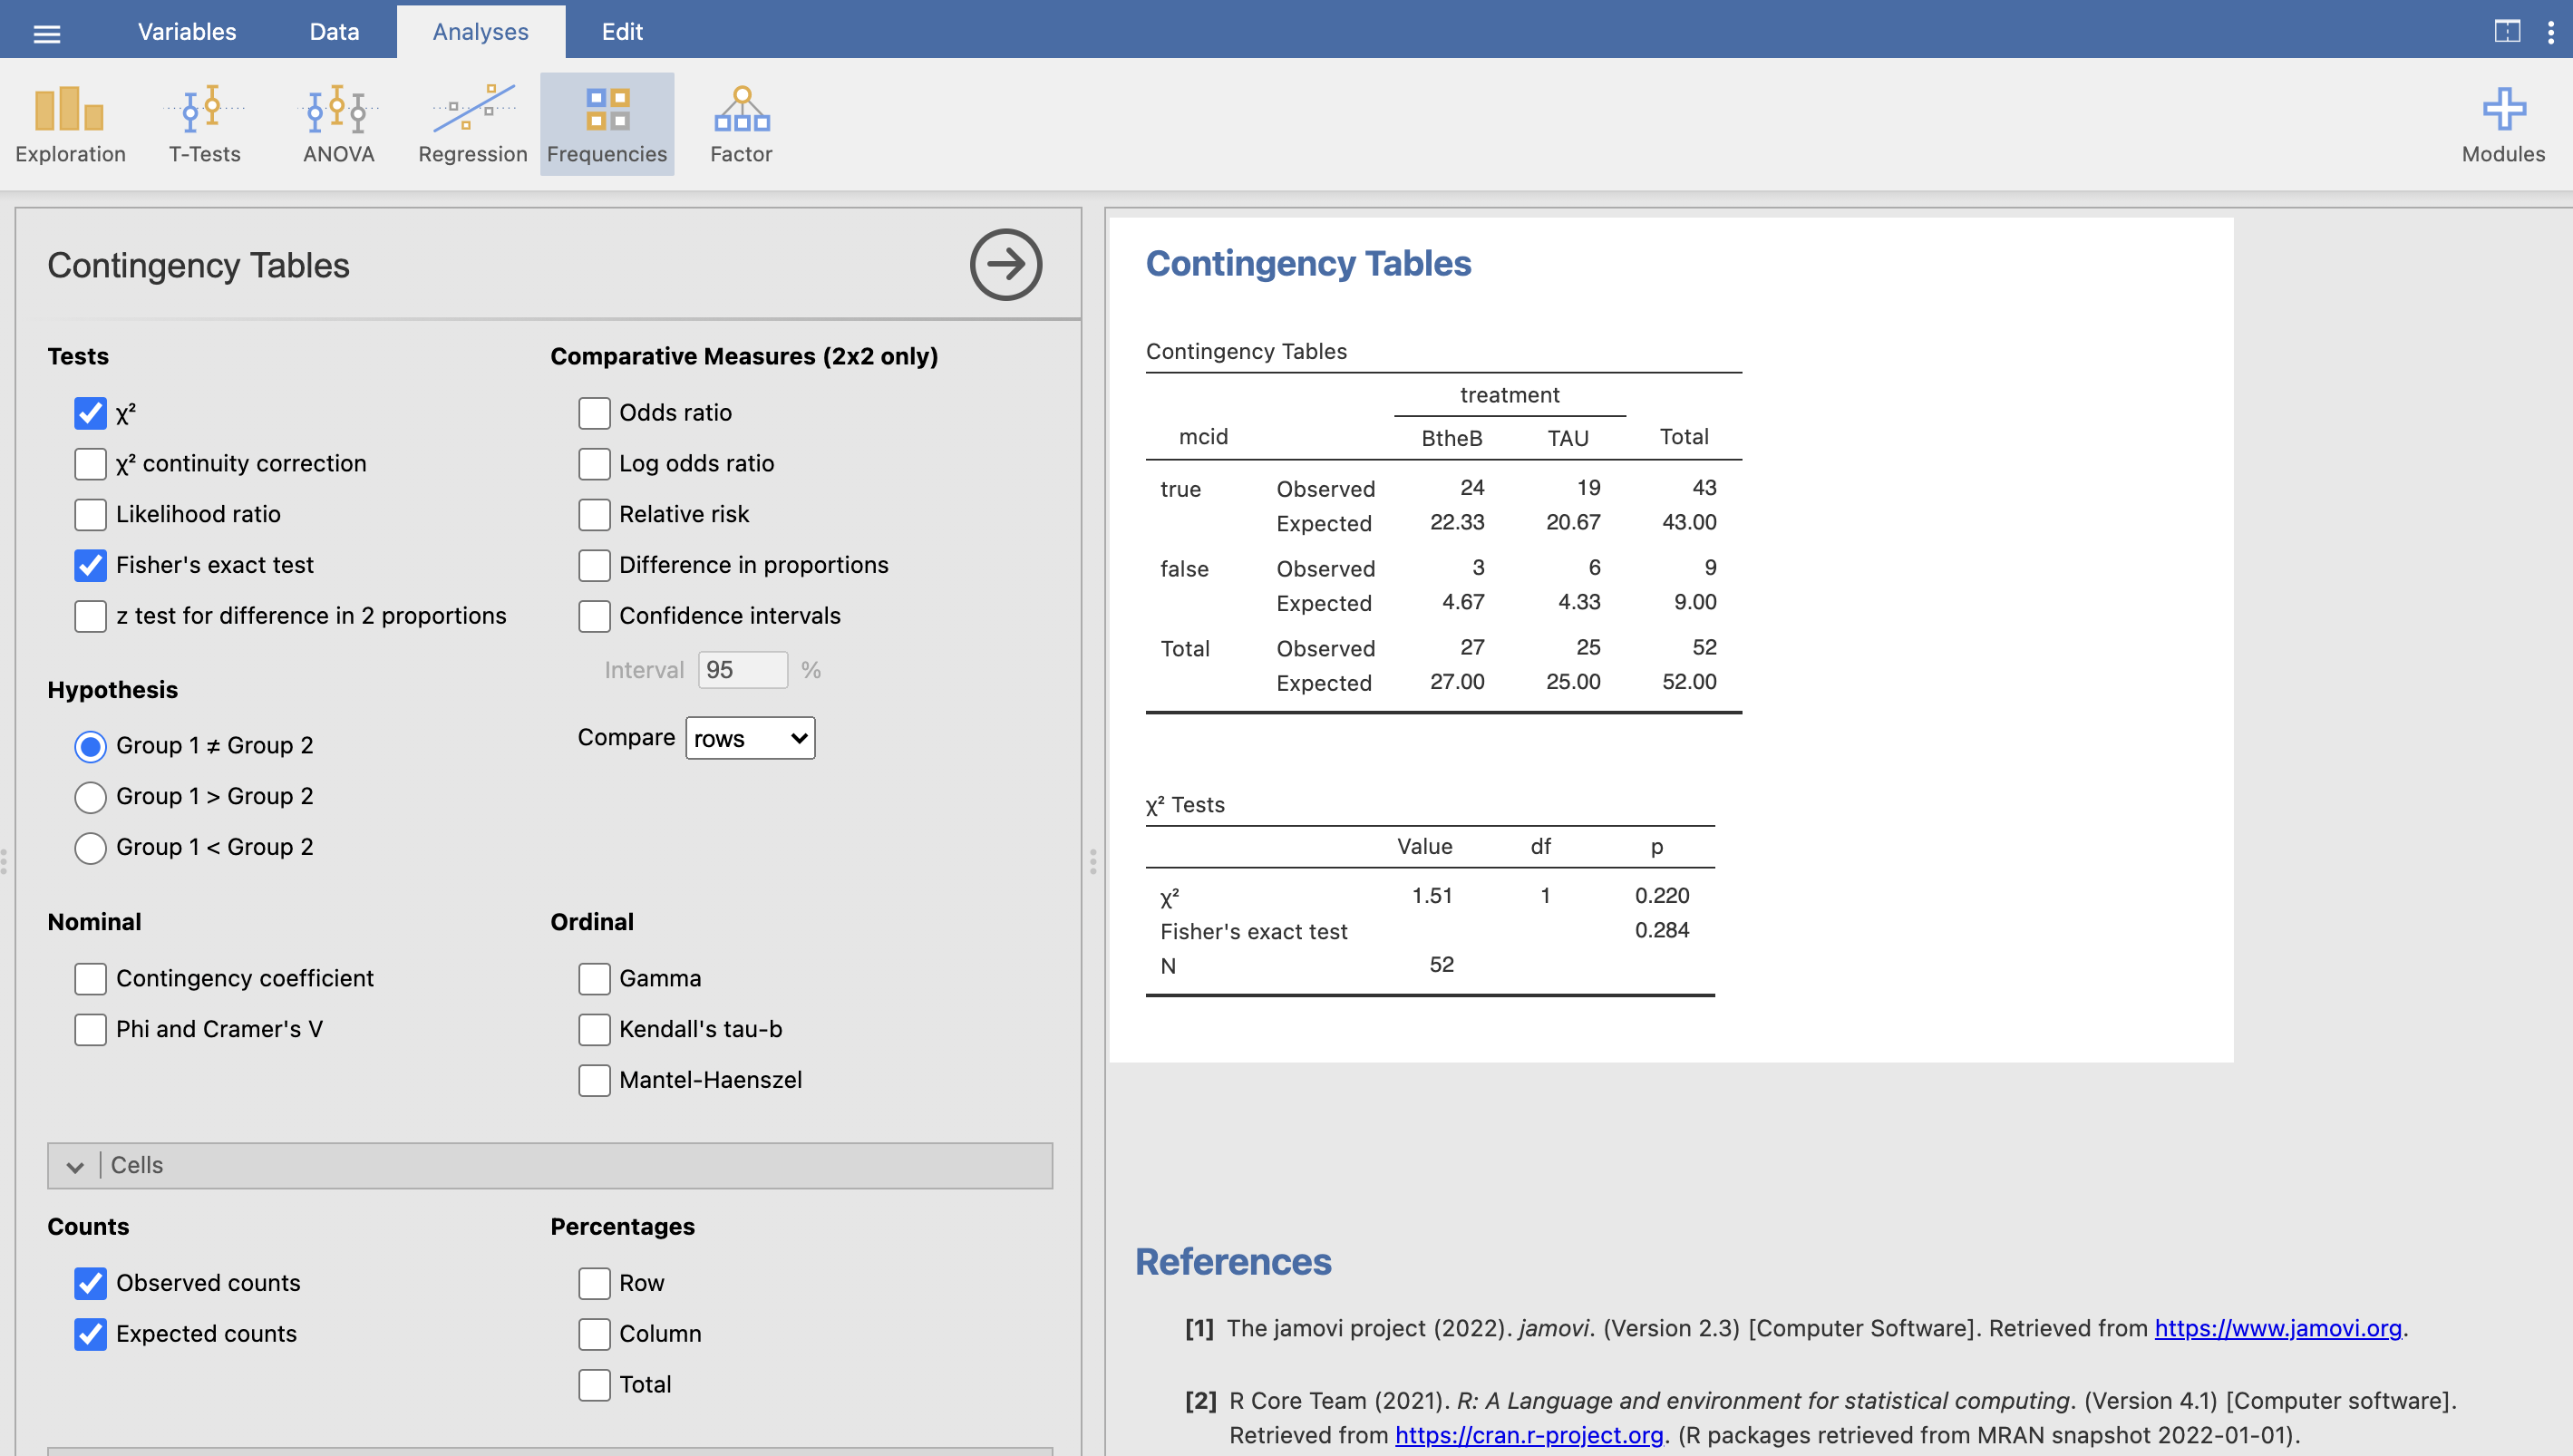 Variables Data Analyses Edit
Exploration T-Tests ANOVA Regression Frequencies Factor Modules
Contingency Tables
Tests
χ²
χ² continuity correction
Likelihood ratio
Fisher's exact test
z test for difference in 2 proportions
Comparative Measures (2x2 only)
Odds ratio
Log odds ratio
Relative risk
Difference in proportions
Confidence intervals
Interval 95 %
Compare rows
Hypothesis
Group 1 ≠ Group 2
Group 1 > Group 2
Group 1 < Group 2
Nominal
Contingency coefficient
Phi and Cramer's V
Ordinal
Gamma
Kendall's tau-b
Mantel-Haenszel
Cells
Counts
Observed counts
Expected counts
Percentages
Row
Column
Total
Contingency Tables
Contingency Tables
treatment
mcid BtheB TAU Total
true Observed 24 19 43
Expected 22.33 20.67 43.00
false Observed 3 6 9
Expected 4.67 4.33 9.00
Total Observed 27 25 52
Expected 27.00 25.00 52.00
χ² Tests
Value df p
χ² 1.51 1 0.220
Fisher's exact test 0.284
N 52
References
[1] The jamovi project (2022). jamovi. (Version 2.3) [Computer Software]. Retrieved from https://www.jamovi.org.
[2] R Core Team (2021). R: A Language and environment for statistical computing. (Version 4.1) [Computer software].
Retrieved from https://cran.r-project.org. (R packages retrieved from MRAN snapshot 2022-01-01).